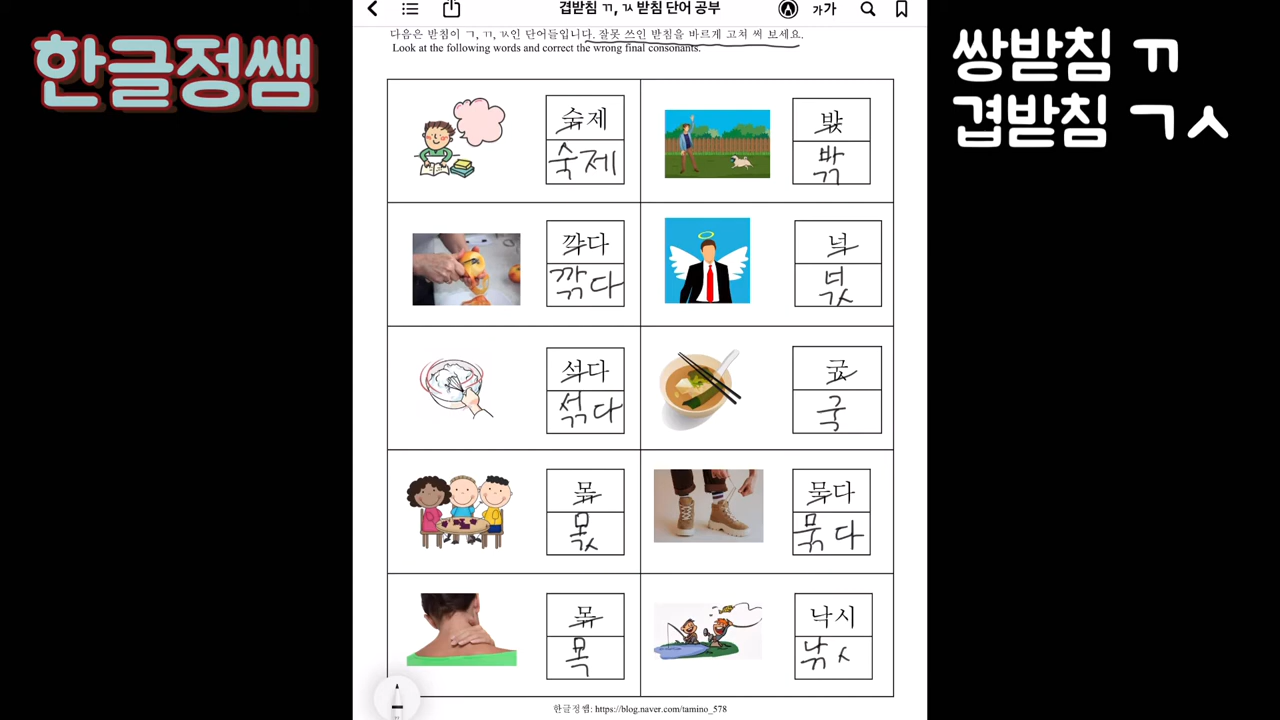 겹받침 ㄲ, ㄳ 받침 단어 공부
가가
한글정쌤
쌍받침 ㄲ
겹받침 ㄱㅅ
다음은 받침이 ㄱ, ㄲ, ㄳ인 단어들입니다. 잘못 쓰인 받침을 바르게 고쳐 써 보세요.
Look at the following words and correct the wrong final consonants.
숚제
숙제
밗
밖
깍다
깎다
넉
넋
석다
섞다
굯
국
몪
몫
묵다
묶다
몪
목
낙시
낚ㅅ
한글정쌤: https://blog.naver.com/tamino_578